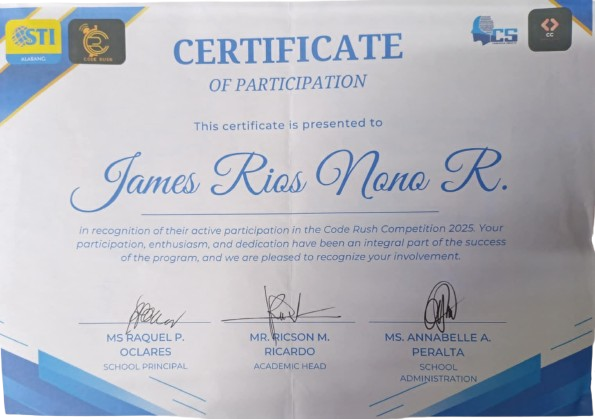 STI
ALABANG
CODE RUSH
CS
CC
CERTIFICATE
OF PARTICIPATION
This certificate is presented to
James Rios Nono R.
in recognition of their active participation in the Code Rush Competition 2025. Your
participation, enthusiasm, and dedication have been an integral part of the success
of the program, and we are pleased to recognize your involvement.
MS RAQUEL P.
OCLARES
SCHOOL PRINCIPAL
MR. RICSON M.
RICARDO
ACADEMIC HEAD
MS. ANNABELLE A.
PERALTA
SCHOOL
ADMINISTRATION